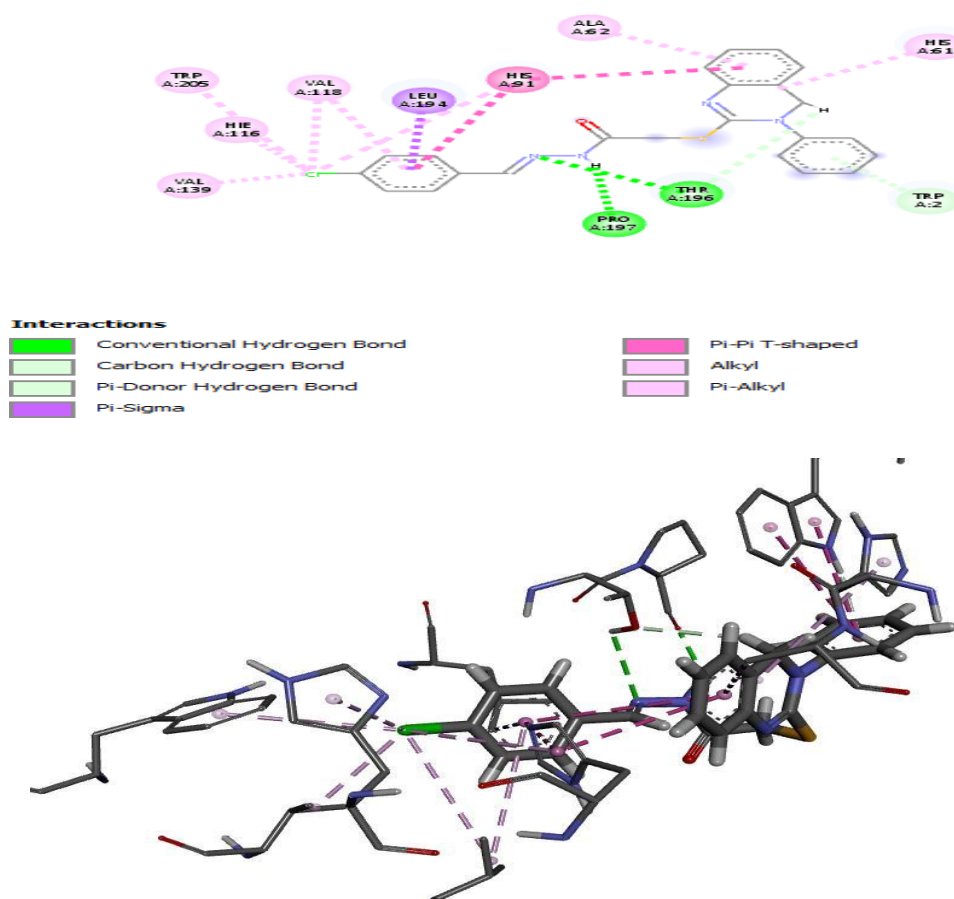 ALA
A:62
HIS
A:61
TRP
A:205
VAL
A:118
HIS
A:91
LEU
A:194
HIE
A:116
N
H
O
N
N
N
H
S
Cl
VAL
A:139
THR
A:196
TRP
A:2
PRO
A:197
Interactions
Conventional Hydrogen Bond
Carbon Hydrogen Bond
Pi-Donor Hydrogen Bond
Pi-Sigma
Pi-Pi T-shaped
Alkyl
Pi-Alkyl